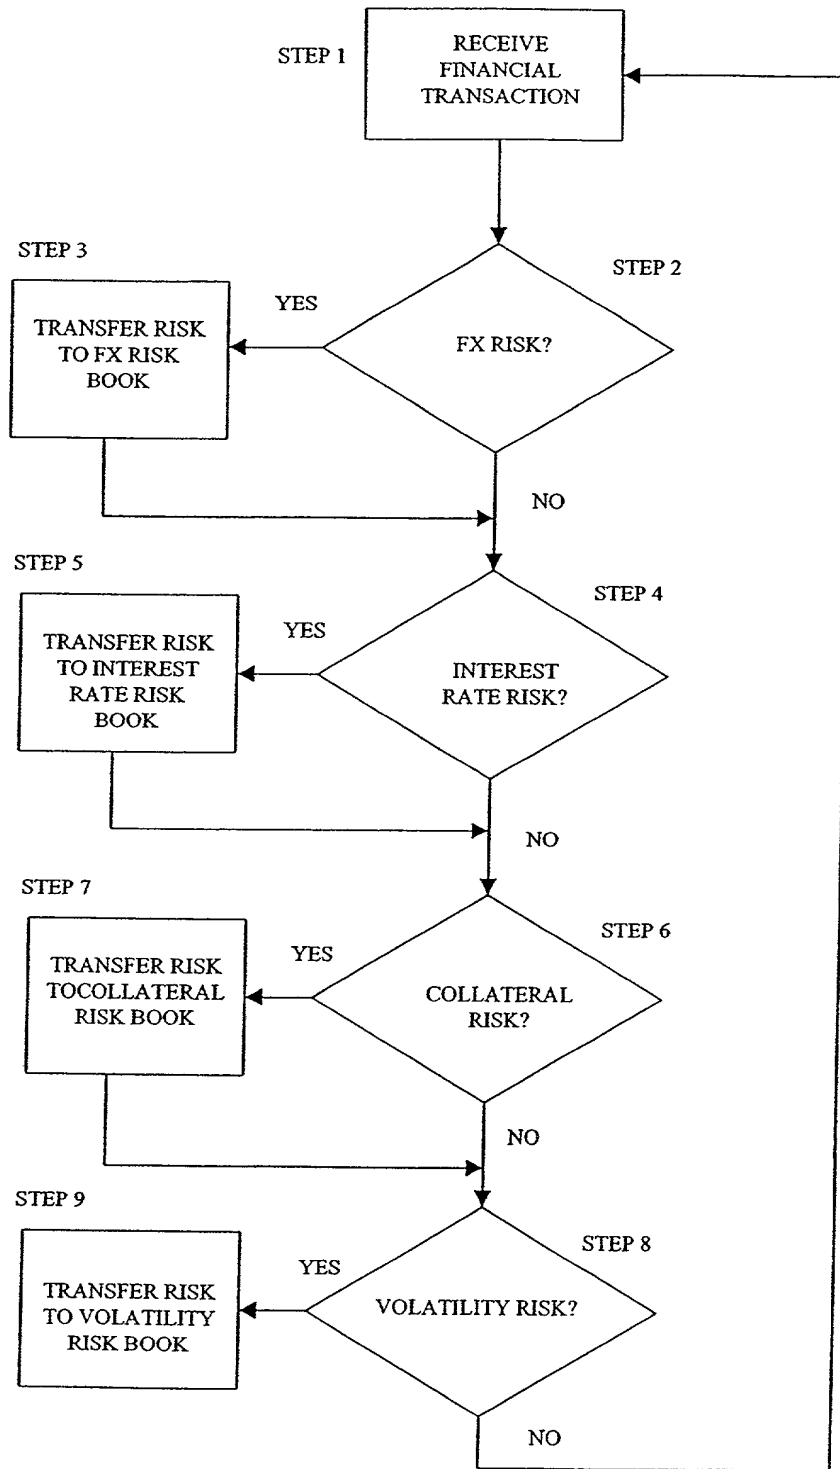 STEP 1
RECEIVE
FINANCIAL
TRANSACTION
STEP 3
STEP 2
YES
TRANSFER RISK
TO FX RISK
BOOK
FX RISK?
NO
STEP 5
STEP 4
YES
TRANSFER RISK
TO INTEREST
RATE RISK
BOOK
INTEREST
RATE RISK?
NO
STEP 7
STEP 6
YES
TRANSFER RISK
TOCOLLATERAL
RISK BOOK
COLLATERAL
RISK?
NO
STEP 9
STEP 8
YES
TRANSFER RISK
TO VOLATILITY
RISK BOOK
VOLATILITY RISK?
NO